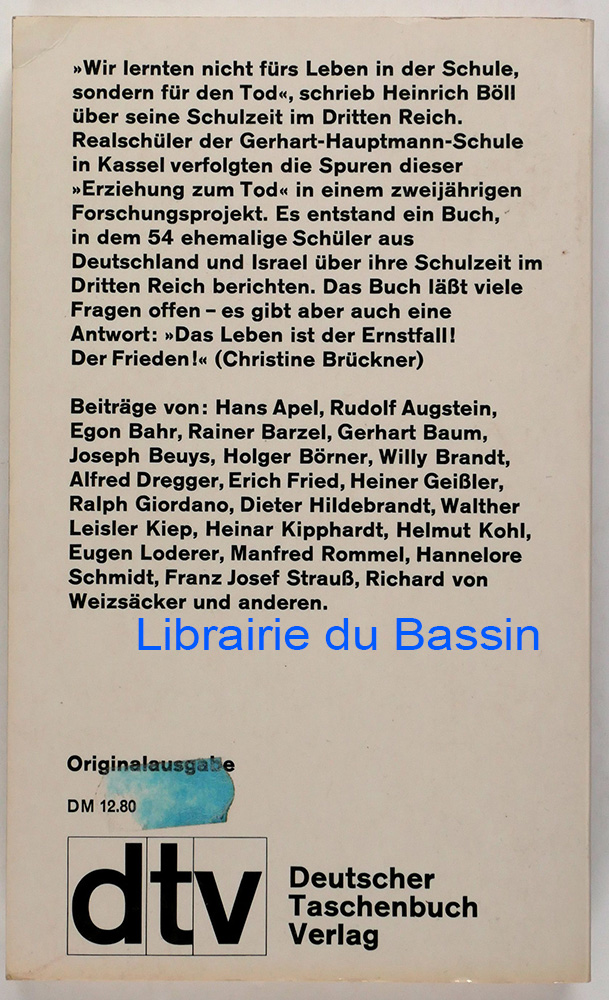 »Wir lernten nicht fürs Leben in der Schule,
sondern für den Tod«, schrieb Heinrich Böll
über seine Schulzeit im Dritten Reich.
Realschüler der Gerhart-Hauptmann-Schule
in Kassel verfolgten die Spuren dieser
»Erziehung zum Tod« in einem zweijährigen
Forschungsprojekt. Es entstand ein Buch,
in dem 54 ehemalige Schüler aus
Deutschland und Israel über ihre Schulzeit im
Dritten Reich berichten. Das Buch läßt viele
Fragen offen – es gibt aber auch eine
Antwort: »Das Leben ist der Ernstfall!
Der Frieden!« (Christine Brückner)
Beiträge von: Hans Apel, Rudolf Augstein,
Egon Bahr, Rainer Barzel, Gerhart Baum,
Joseph Beuys, Holger Börner, Willy Brandt,
Alfred Dregger, Erich Fried, Heiner Geißler,
Ralph Giordano, Dieter Hildebrandt, Walther
Leisler Kiep, Heinar Kipphardt, Helmut Kohl,
Eugen Loderer, Manfred Rommel, Hannelore
Schmidt, Franz Josef Strauß, Richard von
Weizsäcker und anderen.
Librairie du Bassin
Originalausgabe
DM 12.80
dtv
Deutscher
Taschenbuch
Verlag